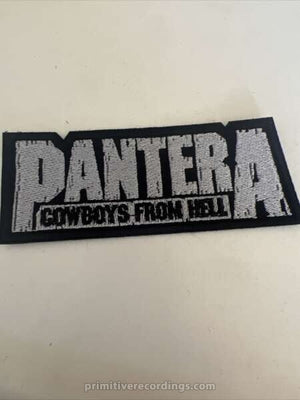 PANTERA
COWBOYS FROM HELL
primitiverecordings.com